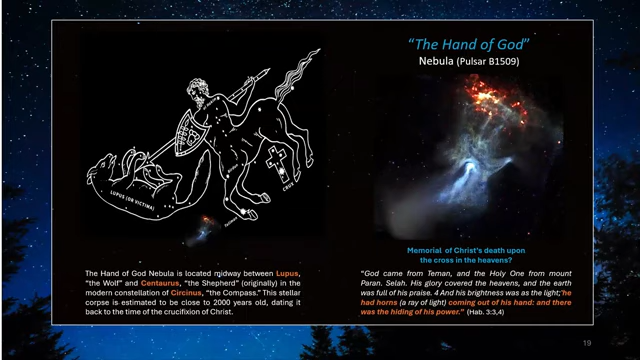 "The Hand of God"
Nebula (Pulsar B1509)
LUPUS (OR VICTIMA)
CRUX
The Hand of God Nebula is located midway between Lupus,
"the Wolf" and Centaurus, "the Shepherd" (originally) in
the modern constellation of Circinus, "the Compass." This stellar
corpse is estimated to be close to 2000 years old, dating it
back to the time of the crucifixion of Christ.
Memorial of Christ's death upon
the cross in the heavens?
"God came from Teman, and the Holy One from mount
Paran. Selah. His glory covered the heavens, and the earth
was full of his praise. 4 And his brightness was as the light; he
had horns (a ray of light) coming out of his hand: and there
was the hiding of his power." (Hab. 3:3,4)
19